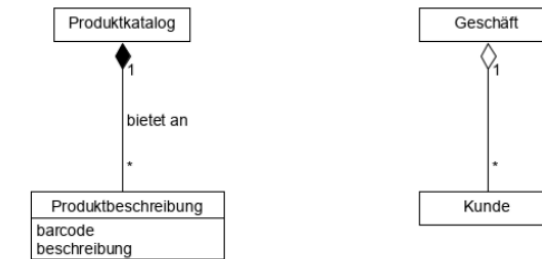 Produktkatalog
1
bietet an
*
Produktbeschreibung
barcode
beschreibung
Geschäft
1
*
Kunde